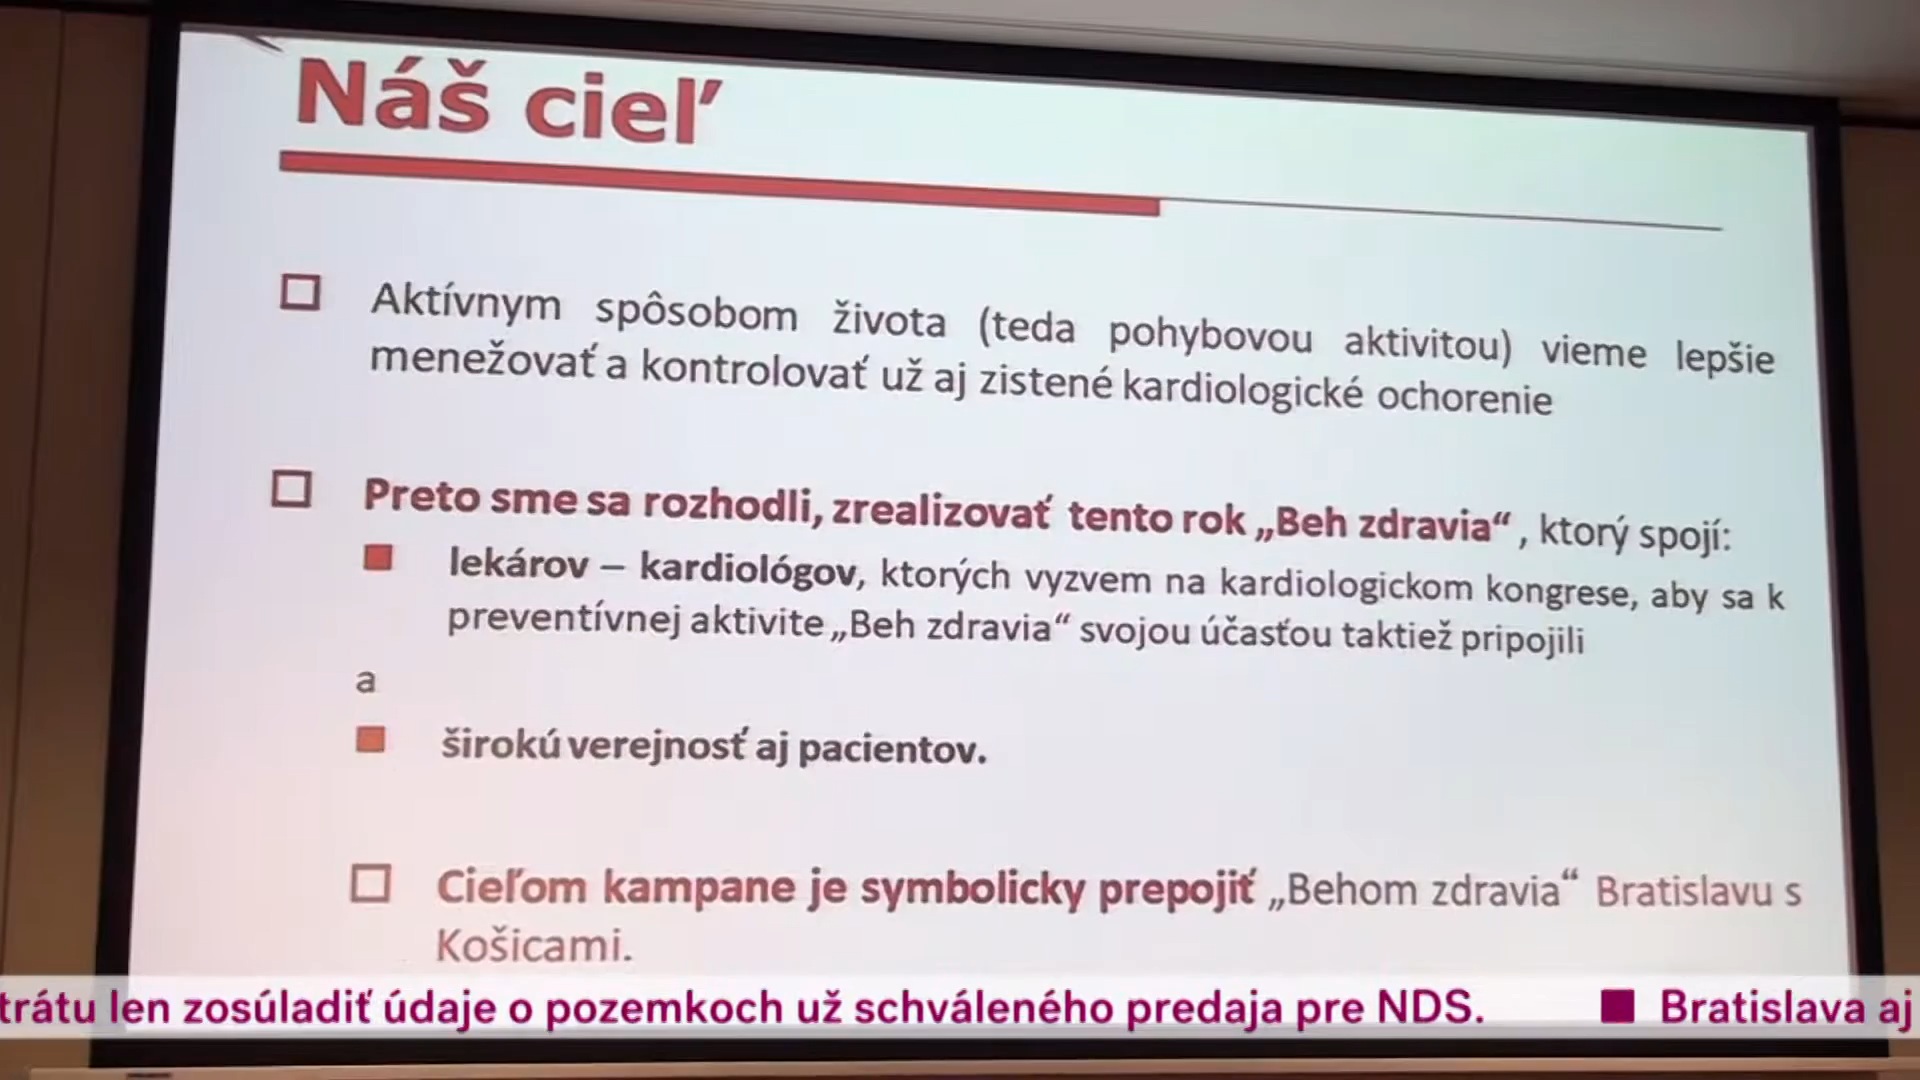 Náš cieľ
Aktívnym spôsobom života (teda pohybovou aktivitou) vieme lepšie
menežovať a kontrolovať už aj zistené kardiologické ochorenie
Preto sme sa rozhodli, zrealizovať tento rok „Beh zdravia“ , ktorý spojí:
lekárov – kardiológov, ktorých vyzvem na kardiologickom kongrese, aby sa k
preventívnej aktivite „Beh zdravia“ svojou účasťou taktiež pripojili
a
širokú verejnosť aj pacientov.
Cieľom kampane je symbolicky prepojiť „Behom zdravia“ Bratislavu s
Košicami.
trátu len zosúladiť údaje o pozemkoch už schváleného predaja pre NDS. ■ Bratislava aj